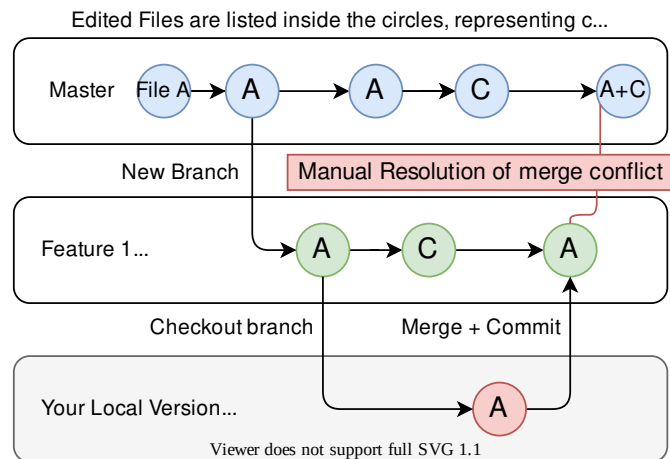 Edited Files are listed inside the circles, representing c...
Master
File A
A
A
C
A+C
New Branch
Manual Resolution of merge conflict
Feature 1...
A
C
A
Checkout branch
Merge + Commit
Your Local Version...
A
Viewer does not support full SVG 1.1